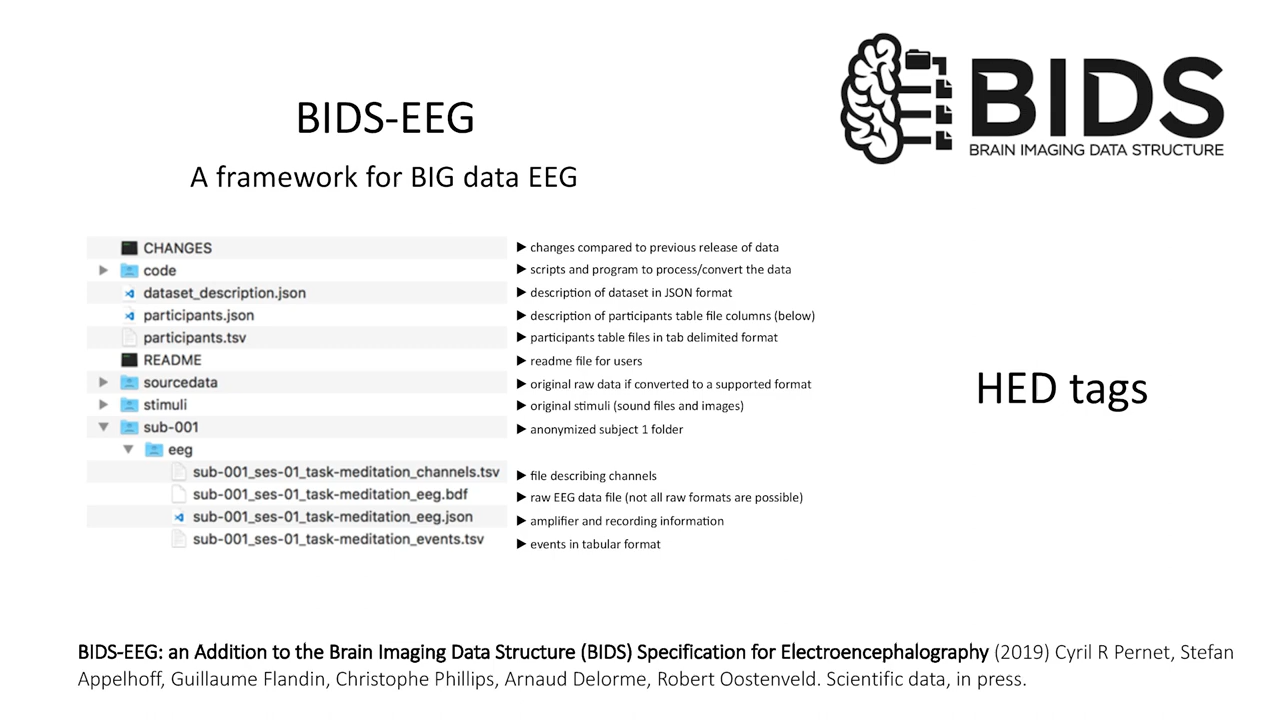 BIDS
BRAIN IMAGING DATA STRUCTURE
BIDS-EEG
A framework for BIG data EEG
CHANGES ► changes compared to previous release of data
code ► scripts and program to process/convert the data
dataset_description.json ► description of dataset in JSON format
participants.json ► description of participants table file columns (below)
participants.tsv ► participants table files in tab delimited format
README ► readme file for users
sourcedata ► original raw data if converted to a supported format
stimuli ► original stimuli (sound files and images)
sub-001 ► anonymized subject 1 folder
eeg
sub-001_ses-01_task-meditation_channels.tsv ► file describing channels
sub-001_ses-01_task-meditation_eeg.bdf ► raw EEG data file (not all raw formats are possible)
sub-001_ses-01_task-meditation_eeg.json ► amplifier and recording information
sub-001_ses-01_task-meditation_events.tsv ► events in tabular format
HED tags
BIDS-EEG: an Addition to the Brain Imaging Data Structure (BIDS) Specification for Electroencephalography (2019) Cyril R Pernet, Stefan
Appelhoff, Guillaume Flandin, Christophe Phillips, Arnaud Delorme, Robert Oostenveld. Scientific data, in press.